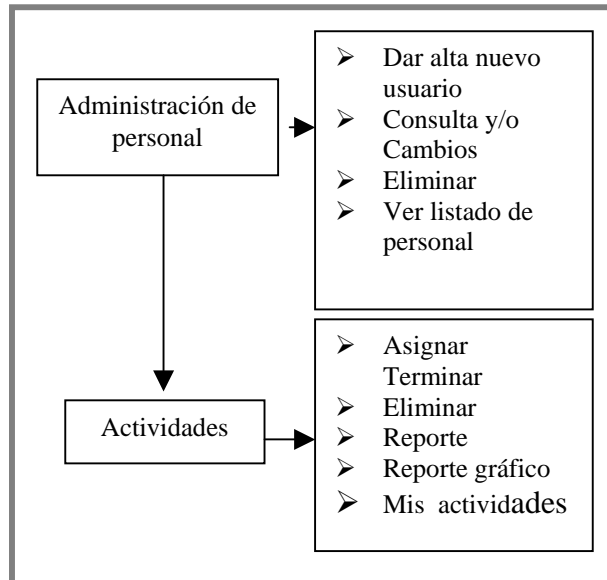 Administración de
personal
➢ Dar alta nuevo
usuario
➢ Consulta y/o
Cambios
➢ Eliminar
➢ Ver listado de
personal
Actividades
➢ Asignar
Terminar
➢ Eliminar
➢ Reporte
➢ Reporte gráfico
➢ Mis actividades